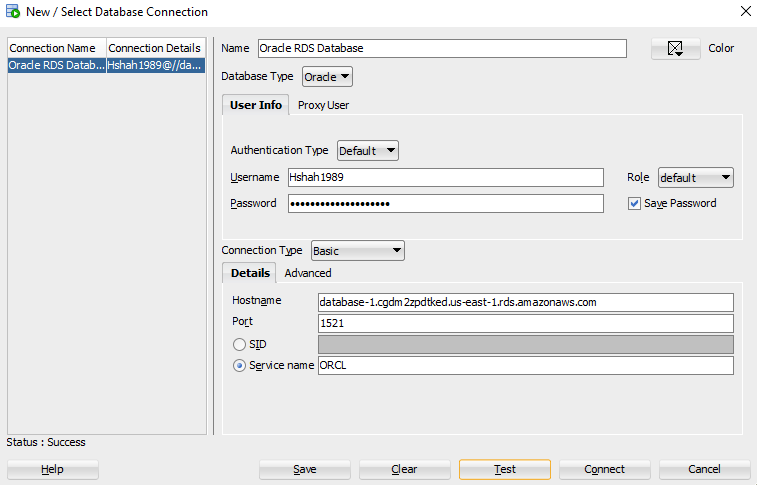 New / Select Database Connection
Connection Name Connection Details
Oracle RDS Datab... Hshah1989@//da...
Name Oracle RDS Database Color
Database Type Oracle
User Info Proxy User
Authentication Type Default
Username Hshah1989 Role default
Password •••••••••••••••••••• Save Password
Connection Type Basic
Details Advanced
Hostname database-1.cgdm2zpdtked.us-east-1.rds.amazonaws.com
Port 1521
SID
Service name ORCL
Status : Success
Help Save Clear Test Connect Cancel